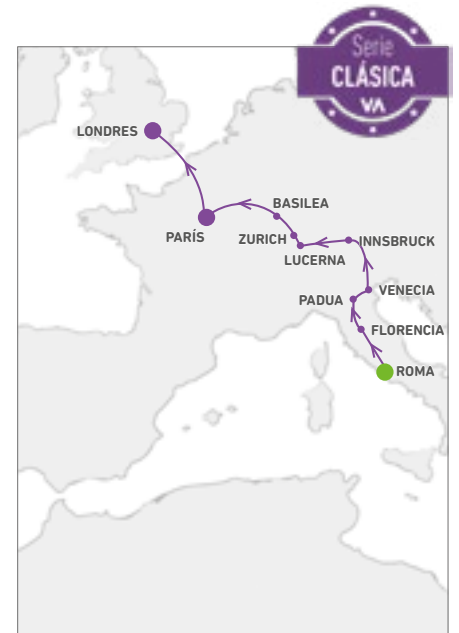 Serie
CLÁSICA
VA
LONDRES
BASILEA
PARÍS
ZURICH
INNSBRUCK
LUCERNA
VENECIA
PADUA
FLORENCIA
ROMA